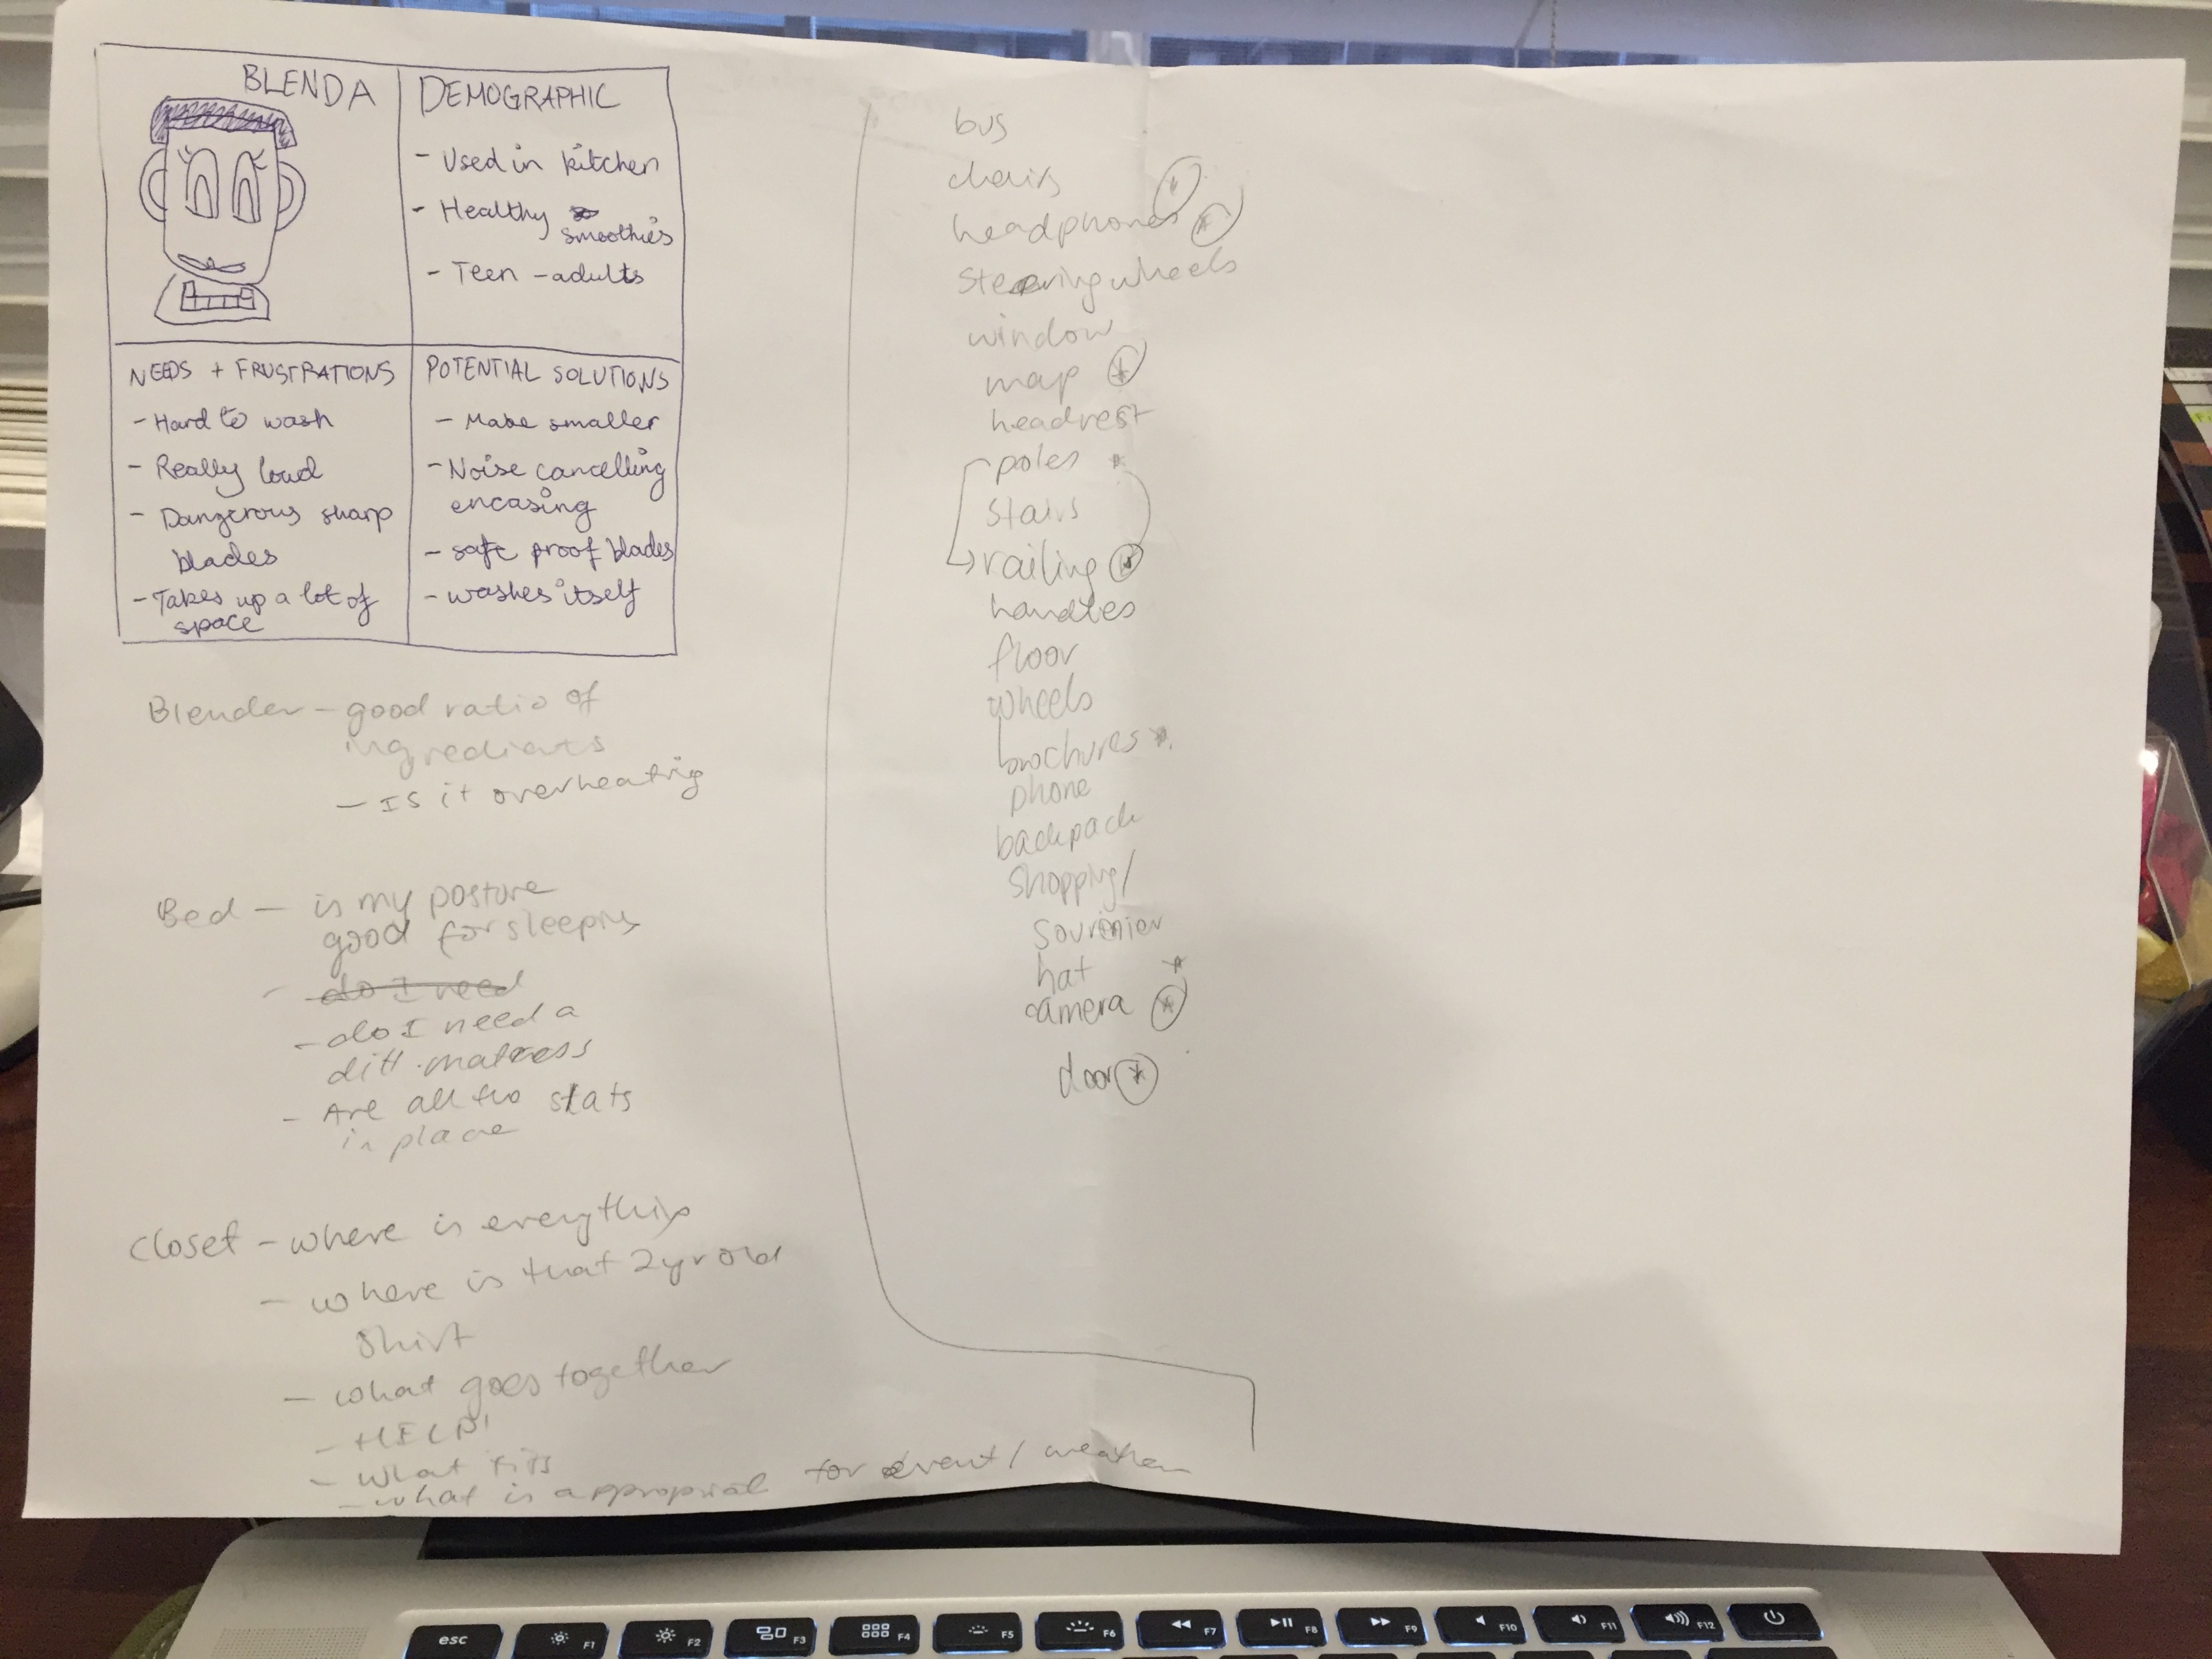 BLENDA
DEMOGRAPHIC
- Used in kitchen
- Healthy
smoothies
- Teen - adults
NEEDS + FRUSTRATIONS
- Hard to wash
- Really loud
- Dangerous sharp
blades
- Takes up a lot of
space
POTENTIAL SOLUTIONS
- Make smaller
- Noise cancelling
encasing
- safe proof blades
- washes itself
Blender - good ratio of
ingredients
- Is it overheating
Bed - is my posture
good for sleeping
- do I need
- do I need a
diff. matress
- Are all the slats
in place
Closet - where is everything
- where is that 2yr old
shirt
- what goes together
- HELP!
- what fits
- what is approprial for event / weather
bus
chairs *
headphones *
steering wheels
window
map *
headrest
poles *
stairs
railing *
handles
floor
wheels
brochures *
phone
backpack
shopping/
hat *
camera *
door *
esc
F1
F2
F3
F4
F5
F6
F7
F8
F9
F10
F11
F12